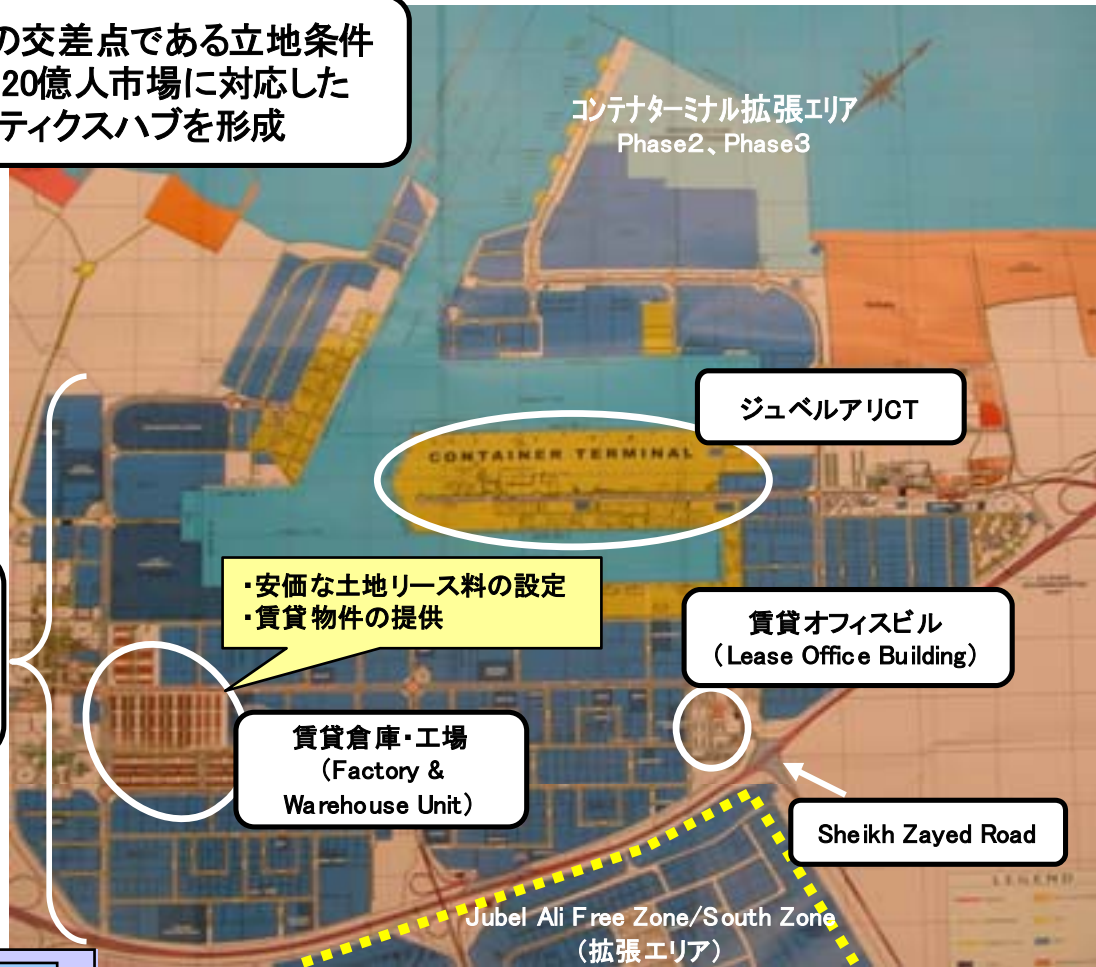 の交差点である立地条件
20億人市場に対応した
ティクスハブを形成
コンテナターミナル拡張エリア
Phase2、Phase3
ジュベルアリCT
CONTAINER TERMINAL
・安価な土地リース料の設定
・賃貸物件の提供
賃貸オフィスビル
(Lease Office Building)
賃貸倉庫・工場
(Factory &
Warehouse Unit)
Sheikh Zayed Road
LEGEND
Jubel Ali Free Zone/South Zone
(拡張エリア)